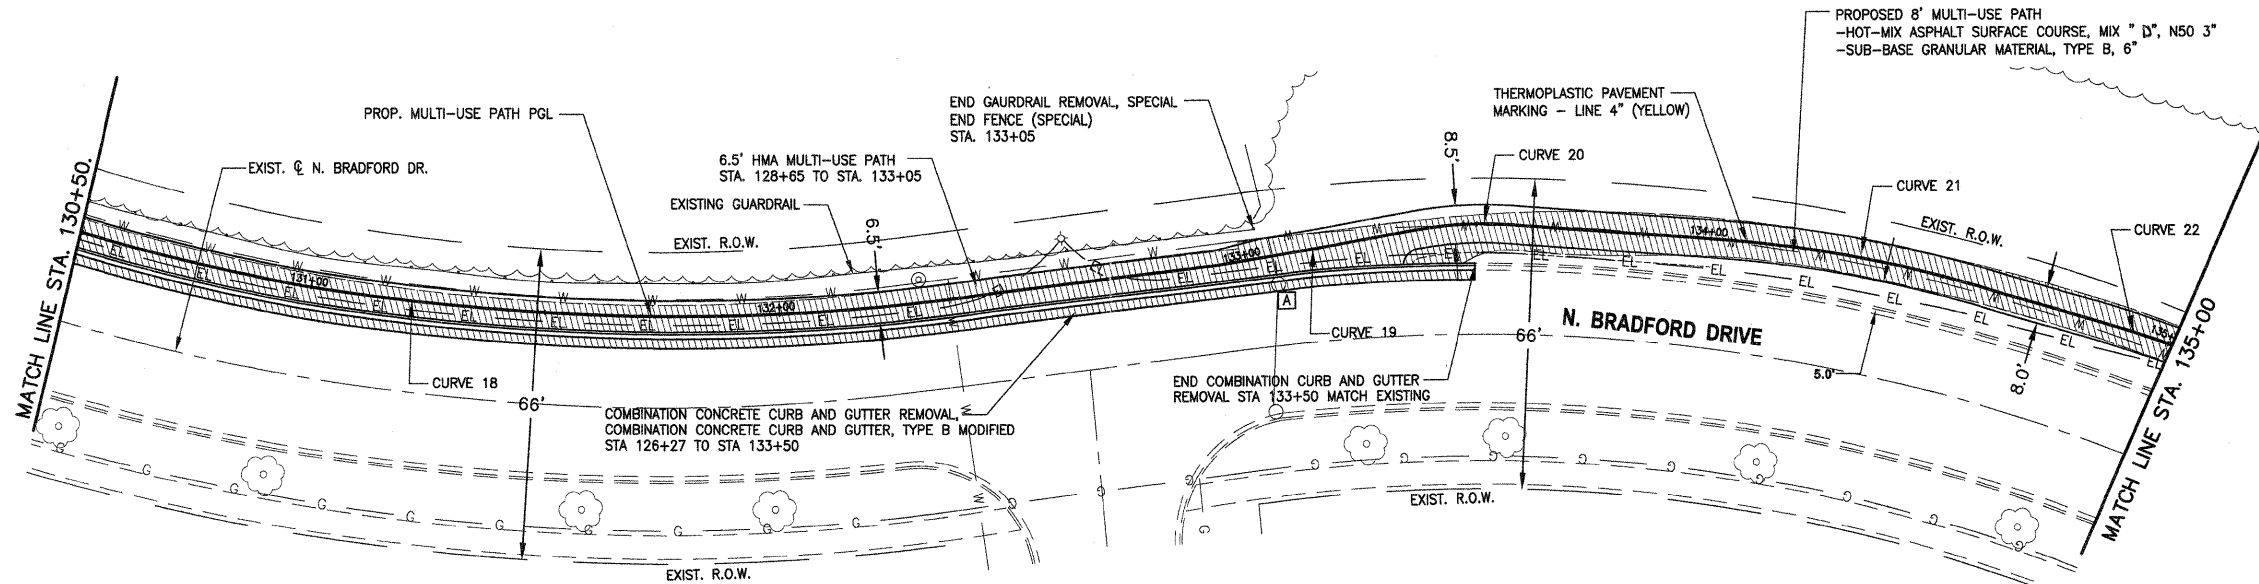 PROPOSED 8' MULTI-USE PATH
-HOT-MIX ASPHALT SURFACE COURSE, MIX " D", N50 3"
-SUB-BASE GRANULAR MATERIAL, TYPE B, 6"
THERMOPLASTIC PAVEMENT
MARKING - LINE 4" (YELLOW)
END GAURDRAIL REMOVAL, SPECIAL
END FENCE (SPECIAL)
STA. 133+05
PROP. MULTI-USE PATH PGL
6.5' HMA MULTI-USE PATH
STA. 128+65 TO STA. 133+05
EXIST. ℄ N. BRADFORD DR.
EXISTING GUARDRAIL
EXIST. R.O.W.
6.5'
8.5'
CURVE 20
CURVE 21
EXIST. R.O.W.
CURVE 22
MATCH LINE STA. 130+50.
131+00
132+00
133+00
134+00
135+
W
EL
A
CURVE 18
CURVE 19
66'
66'
N. BRADFORD DRIVE
5.0'
8.0'
MATCH LINE STA. 135+00
COMBINATION CONCRETE CURB AND GUTTER REMOVAL,
COMBINATION CONCRETE CURB AND GUTTER, TYPE B MODIFIED
STA 126+27 TO STA 133+50
END COMBINATION CURB AND GUTTER
REMOVAL STA 133+50 MATCH EXISTING
G
EXIST. R.O.W.
EXIST. R.O.W.